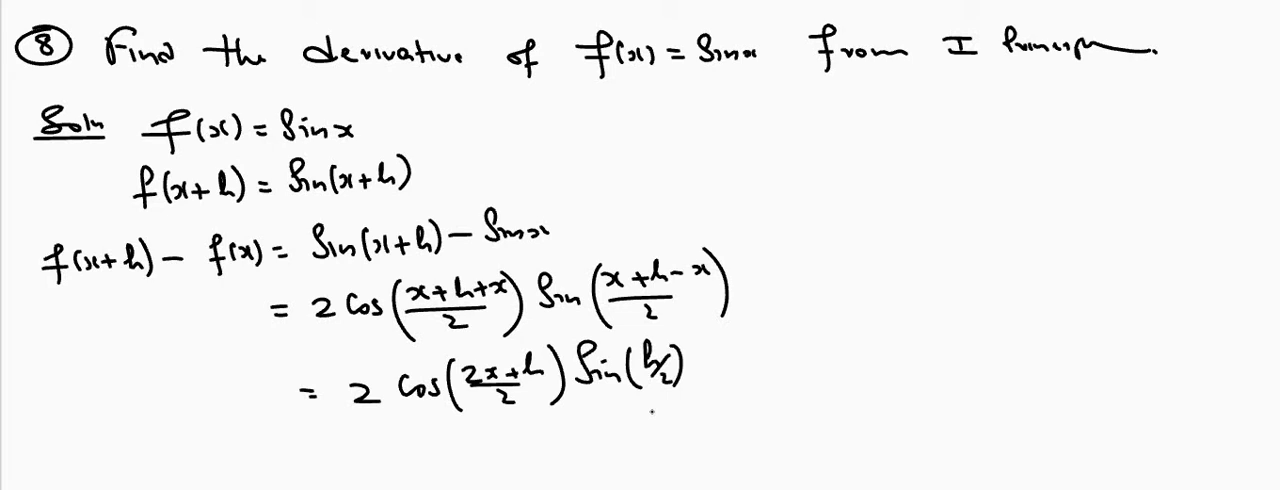 ⑧ Find the derivative of f(x) = Sinx from I Principle.
Soln f(x) = Sinx
f(x+h) = Sin(x+h)
f(x+h) - f(x) = Sin(x+h) - Sinx
= 2 Cos((x+h+x)/2) Sin((x+h-x)/2)
= 2 Cos((2x+h)/2) Sin(h/2)